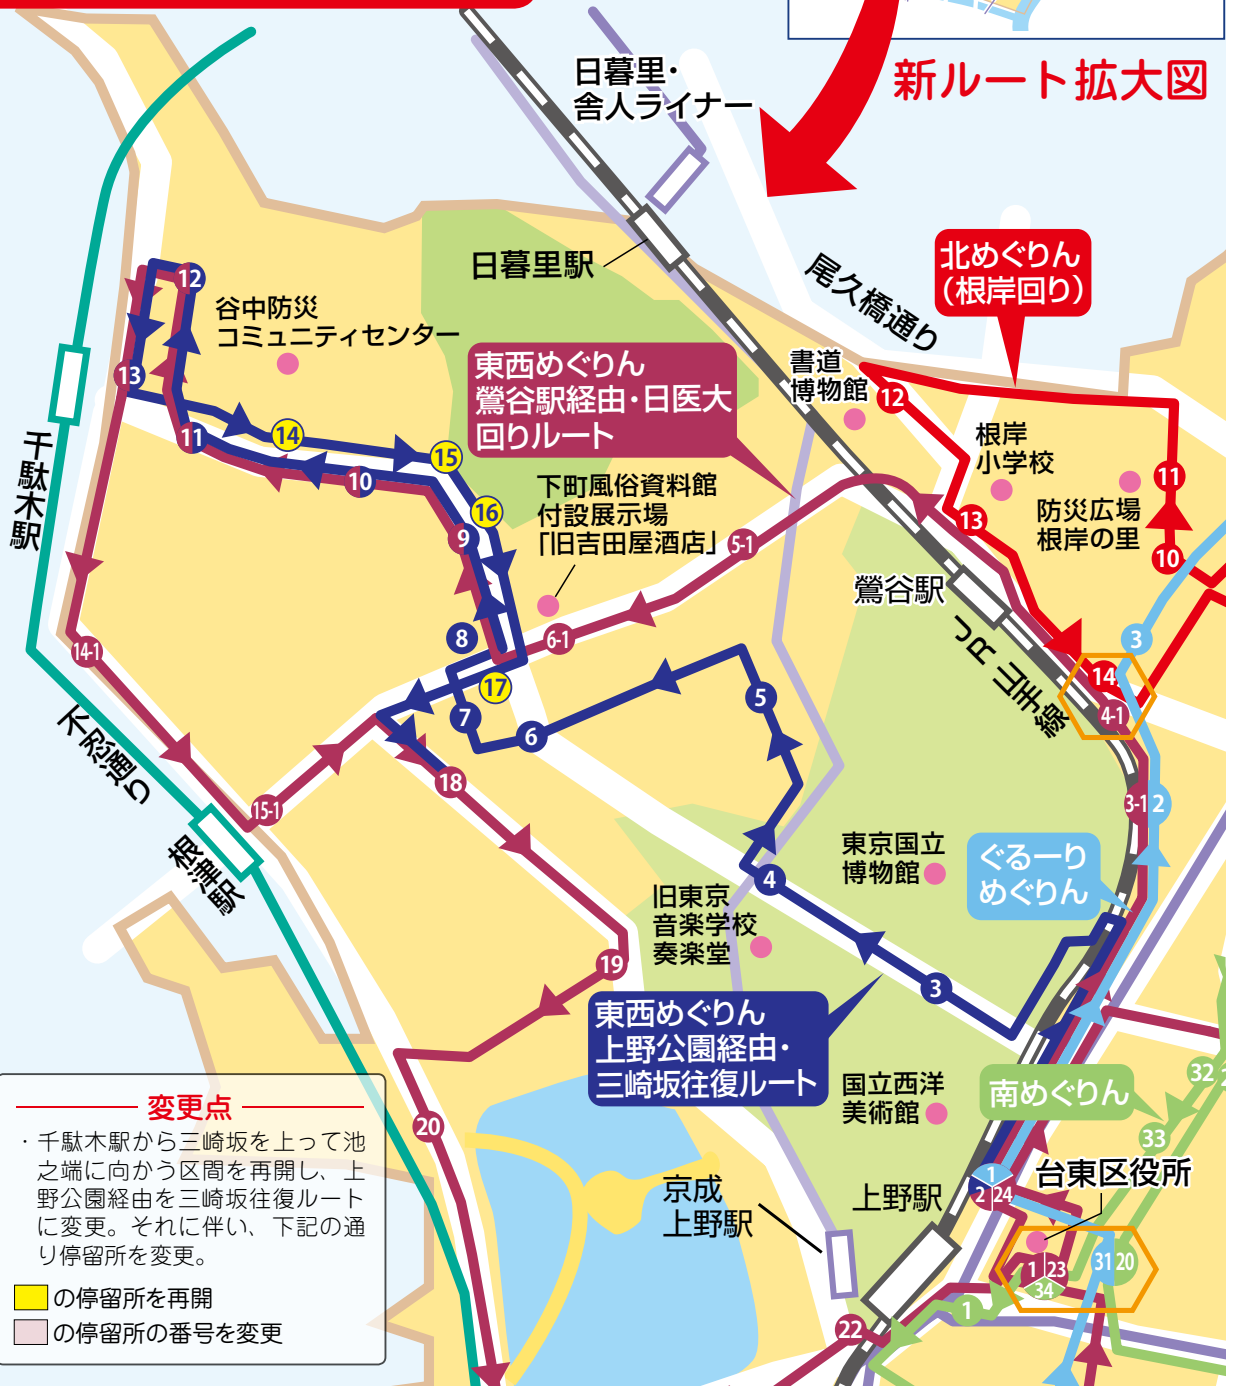 新ルート拡大図
日暮里・
舎人ライナー
日暮里駅
尾久橋通り
北めぐりん
(根岸回り)
12
谷中防災
コミュニティセンター
13
東西めぐりん
鶯谷駅経由・日医大
回りルート
書道
博物館
12
根岸
小学校
11
防災広場
根岸の里
13
10
14
15
16
11
10
9
下町風俗資料館
付設展示場
「旧吉田屋酒店」
5-1
千駄木駅
鶯谷駅
JR山手線
3
8
6-1
14-1
17
14
4-1
7
6
5
不忍通り
18
15-1
3-1
2
根津駅
東京国立
博物館
ぐるーり
めぐりん
4
旧東京
音楽学校
奏楽堂
19
3
東西めぐりん
上野公園経由・
三崎坂往復ルート
国立西洋
美術館
南めぐりん
32
33
20
台東区役所
1
2
24
京成
上野駅
上野駅
1
23
34
31
20
1
22
変更点
・千駄木駅から三崎坂を上って池
之端に向かう区間を再開し、上
野公園経由を三崎坂往復ルート
に変更。それに伴い、下記の通
り停留所を変更。
の停留所を再開
の停留所の番号を変更